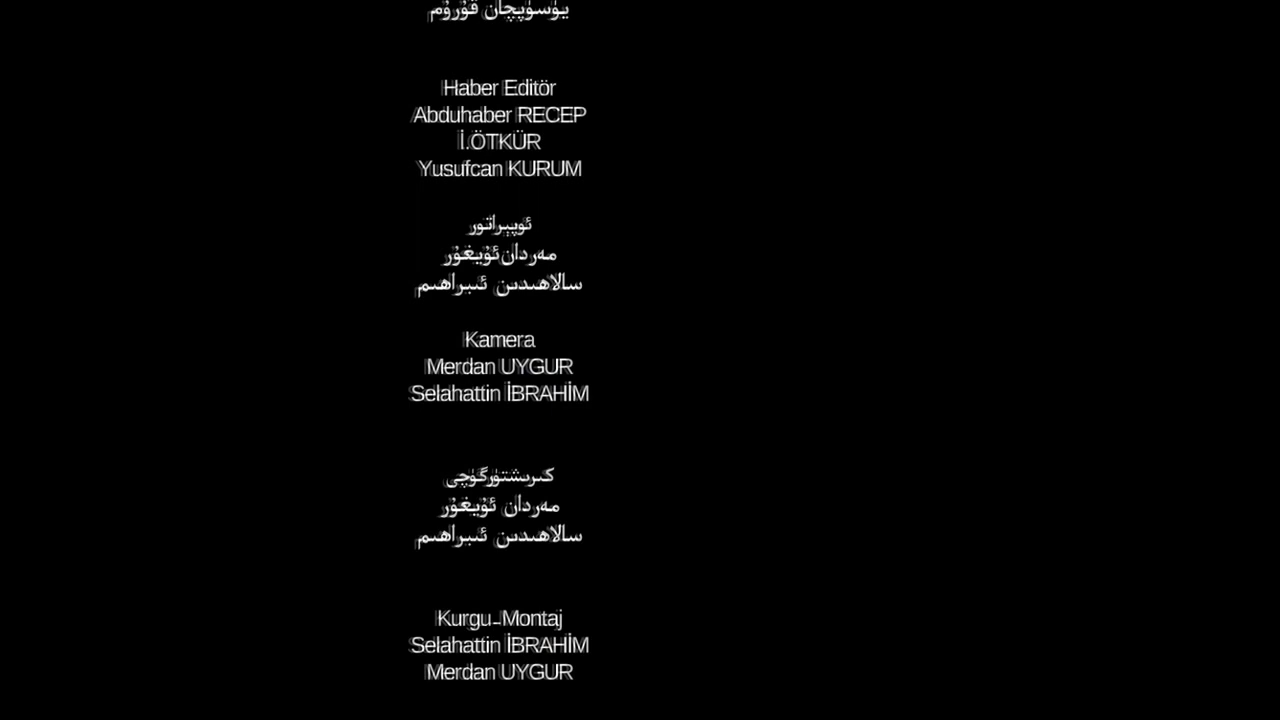 يۈسۈپجان قۇرۇم
Haber Editör
Abduhaber RECEP
İ.ÖTKÜR
Yusufcan KURUM
ئوپېراتور
مەردان ئۇيغۇر
سالاھىدىن ئىبراھىم
Kamera
Merdan UYGUR
Selahattin İBRAHİM
كىرىشتۈرگۈچى
مەردان ئۇيغۇر
سالاھىدىن ئىبراھىم
Kurgu-Montaj
Selahattin İBRAHİM
Merdan UYGUR